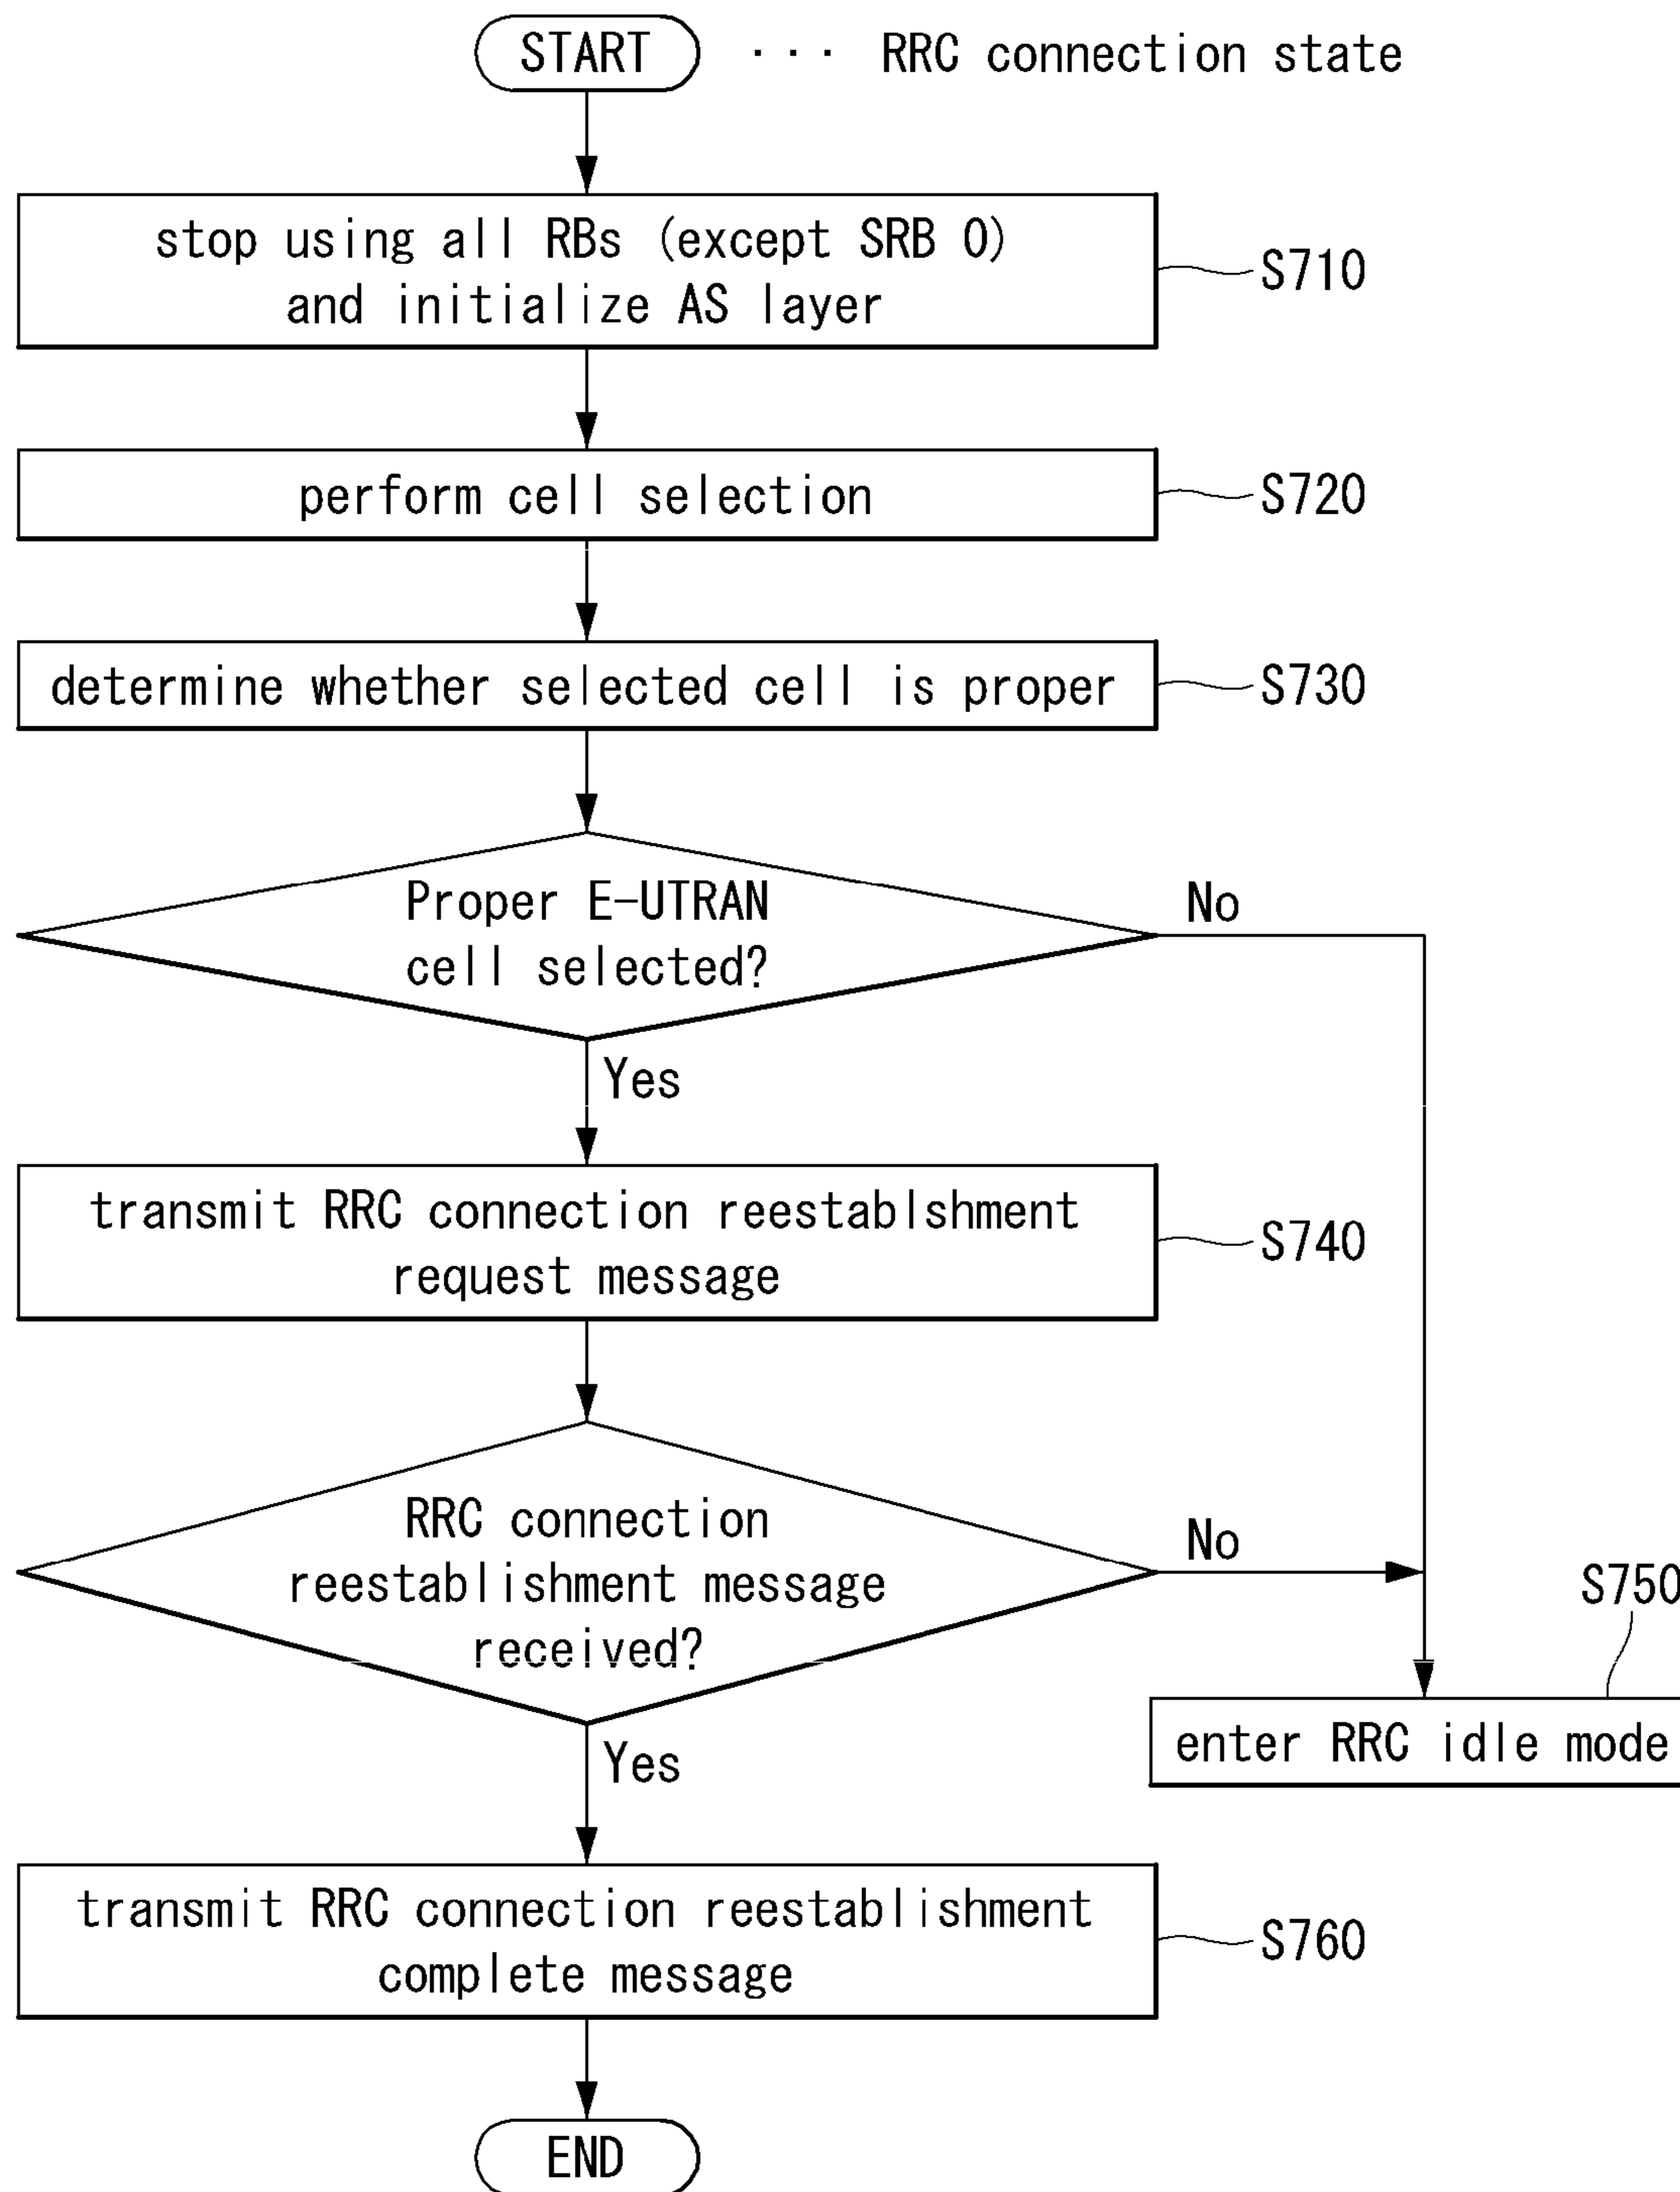 START ··· RRC connection state
stop using all RBs (except SRB 0)
and initialize AS layer
S710
perform cell selection
S720
determine whether selected cell is proper
S730
Proper E-UTRAN
cell selected?
No
Yes
transmit RRC connection reestablshment
request message
S740
RRC connection
reestablishment message
received?
No
S750
enter RRC idle mode
Yes
transmit RRC connection reestablishment
complete message
S760
END